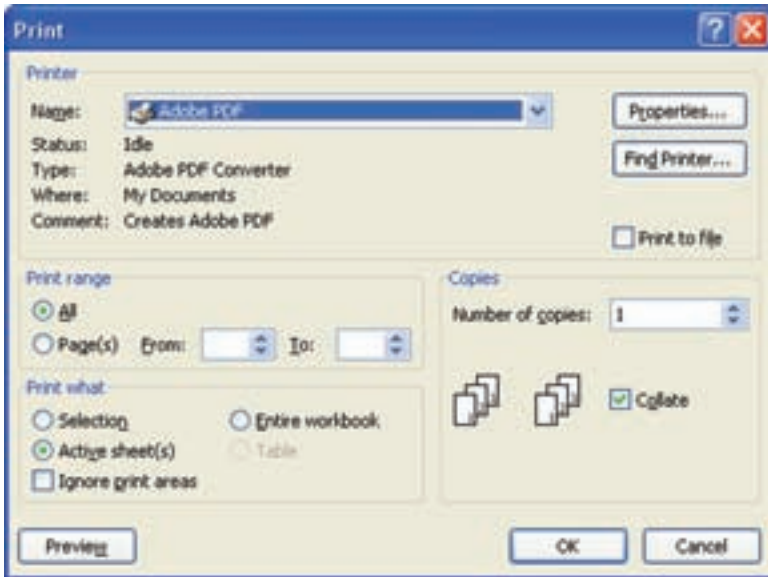 Print
Printer
Name: Adobe PDF
Properties...
Status: Idle
Find Printer...
Type: Adobe PDF Converter
Where: My Documents
Comment: Creates Adobe PDF
Print to file
Print range
All
Page(s) From: To:
Copies
Number of copies: 1
Collate
Print what
Selection Entire workbook
Active sheet(s) Table
Ignore print areas
Preview OK Cancel